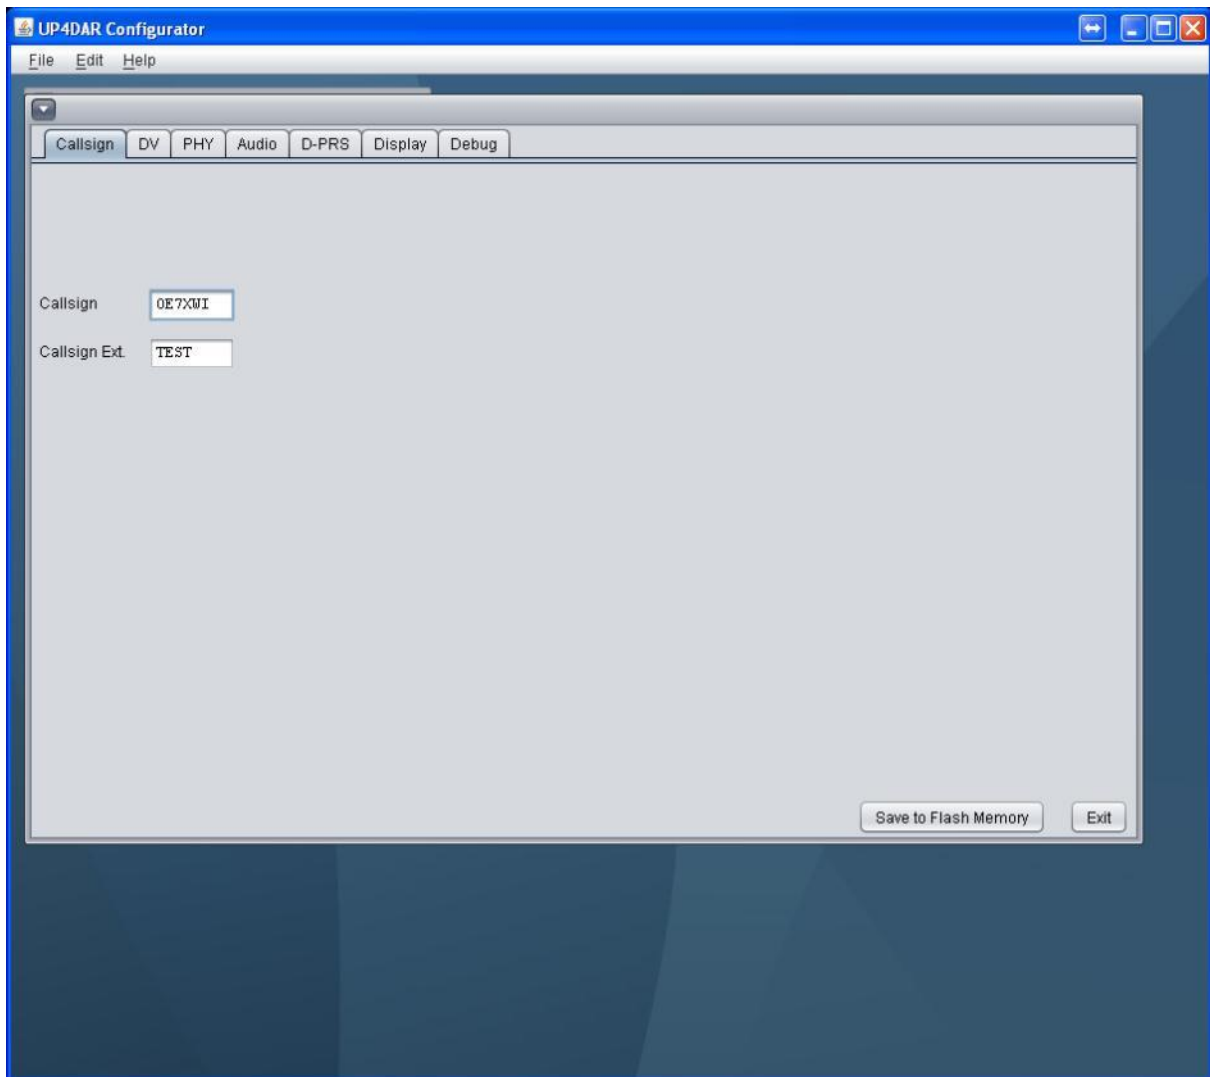 UP4DAR Configurator
File Edit Help
Callsign DV PHY Audio D-PRS Display Debug
Callsign OE7XWI
Callsign Ext. TEST
Save to Flash Memory Exit